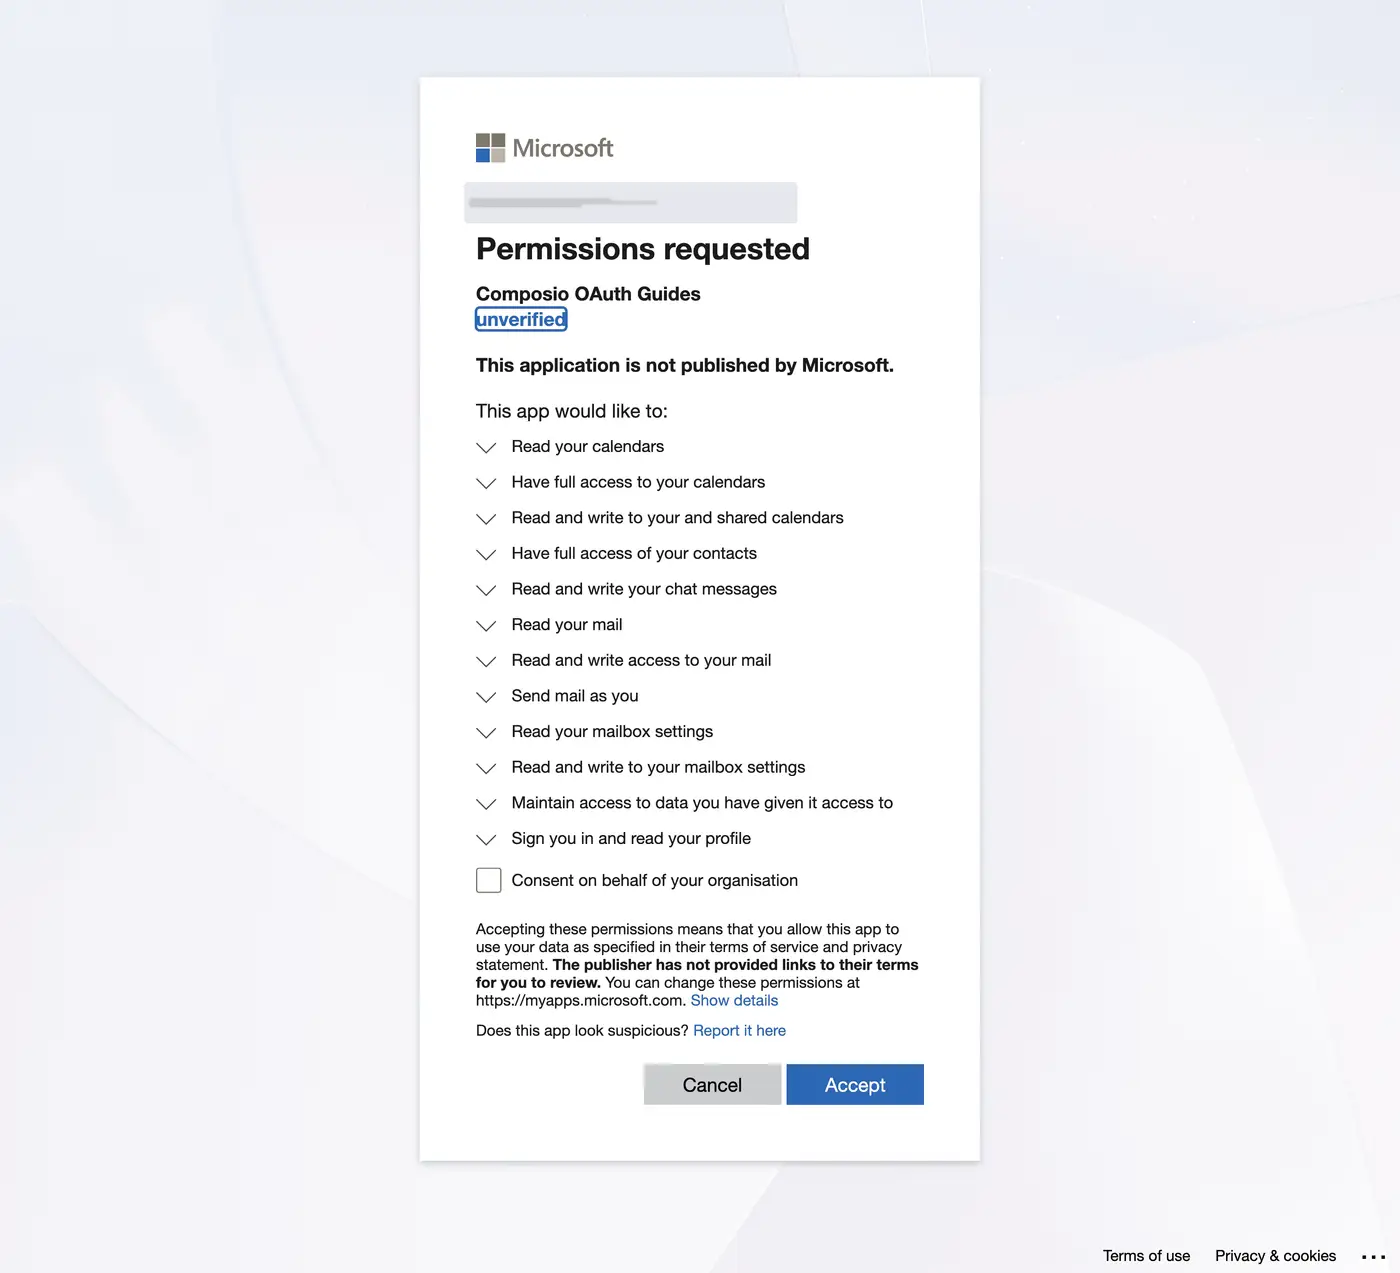 Microsoft
Permissions requested
Composio OAuth Guides
unverified
This application is not published by Microsoft.
This app would like to:
Read your calendars
Have full access to your calendars
Read and write to your and shared calendars
Have full access of your contacts
Read and write your chat messages
Read your mail
Read and write access to your mail
Send mail as you
Read your mailbox settings
Read and write to your mailbox settings
Maintain access to data you have given it access to
Sign you in and read your profile
Consent on behalf of your organisation
Accepting these permissions means that you allow this app to
use your data as specified in their terms of service and privacy
statement. The publisher has not provided links to their terms
for you to review. You can change these permissions at
https://myapps.microsoft.com. Show details
Does this app look suspicious? Report it here
Cancel Accept
Terms of use Privacy & cookies ...